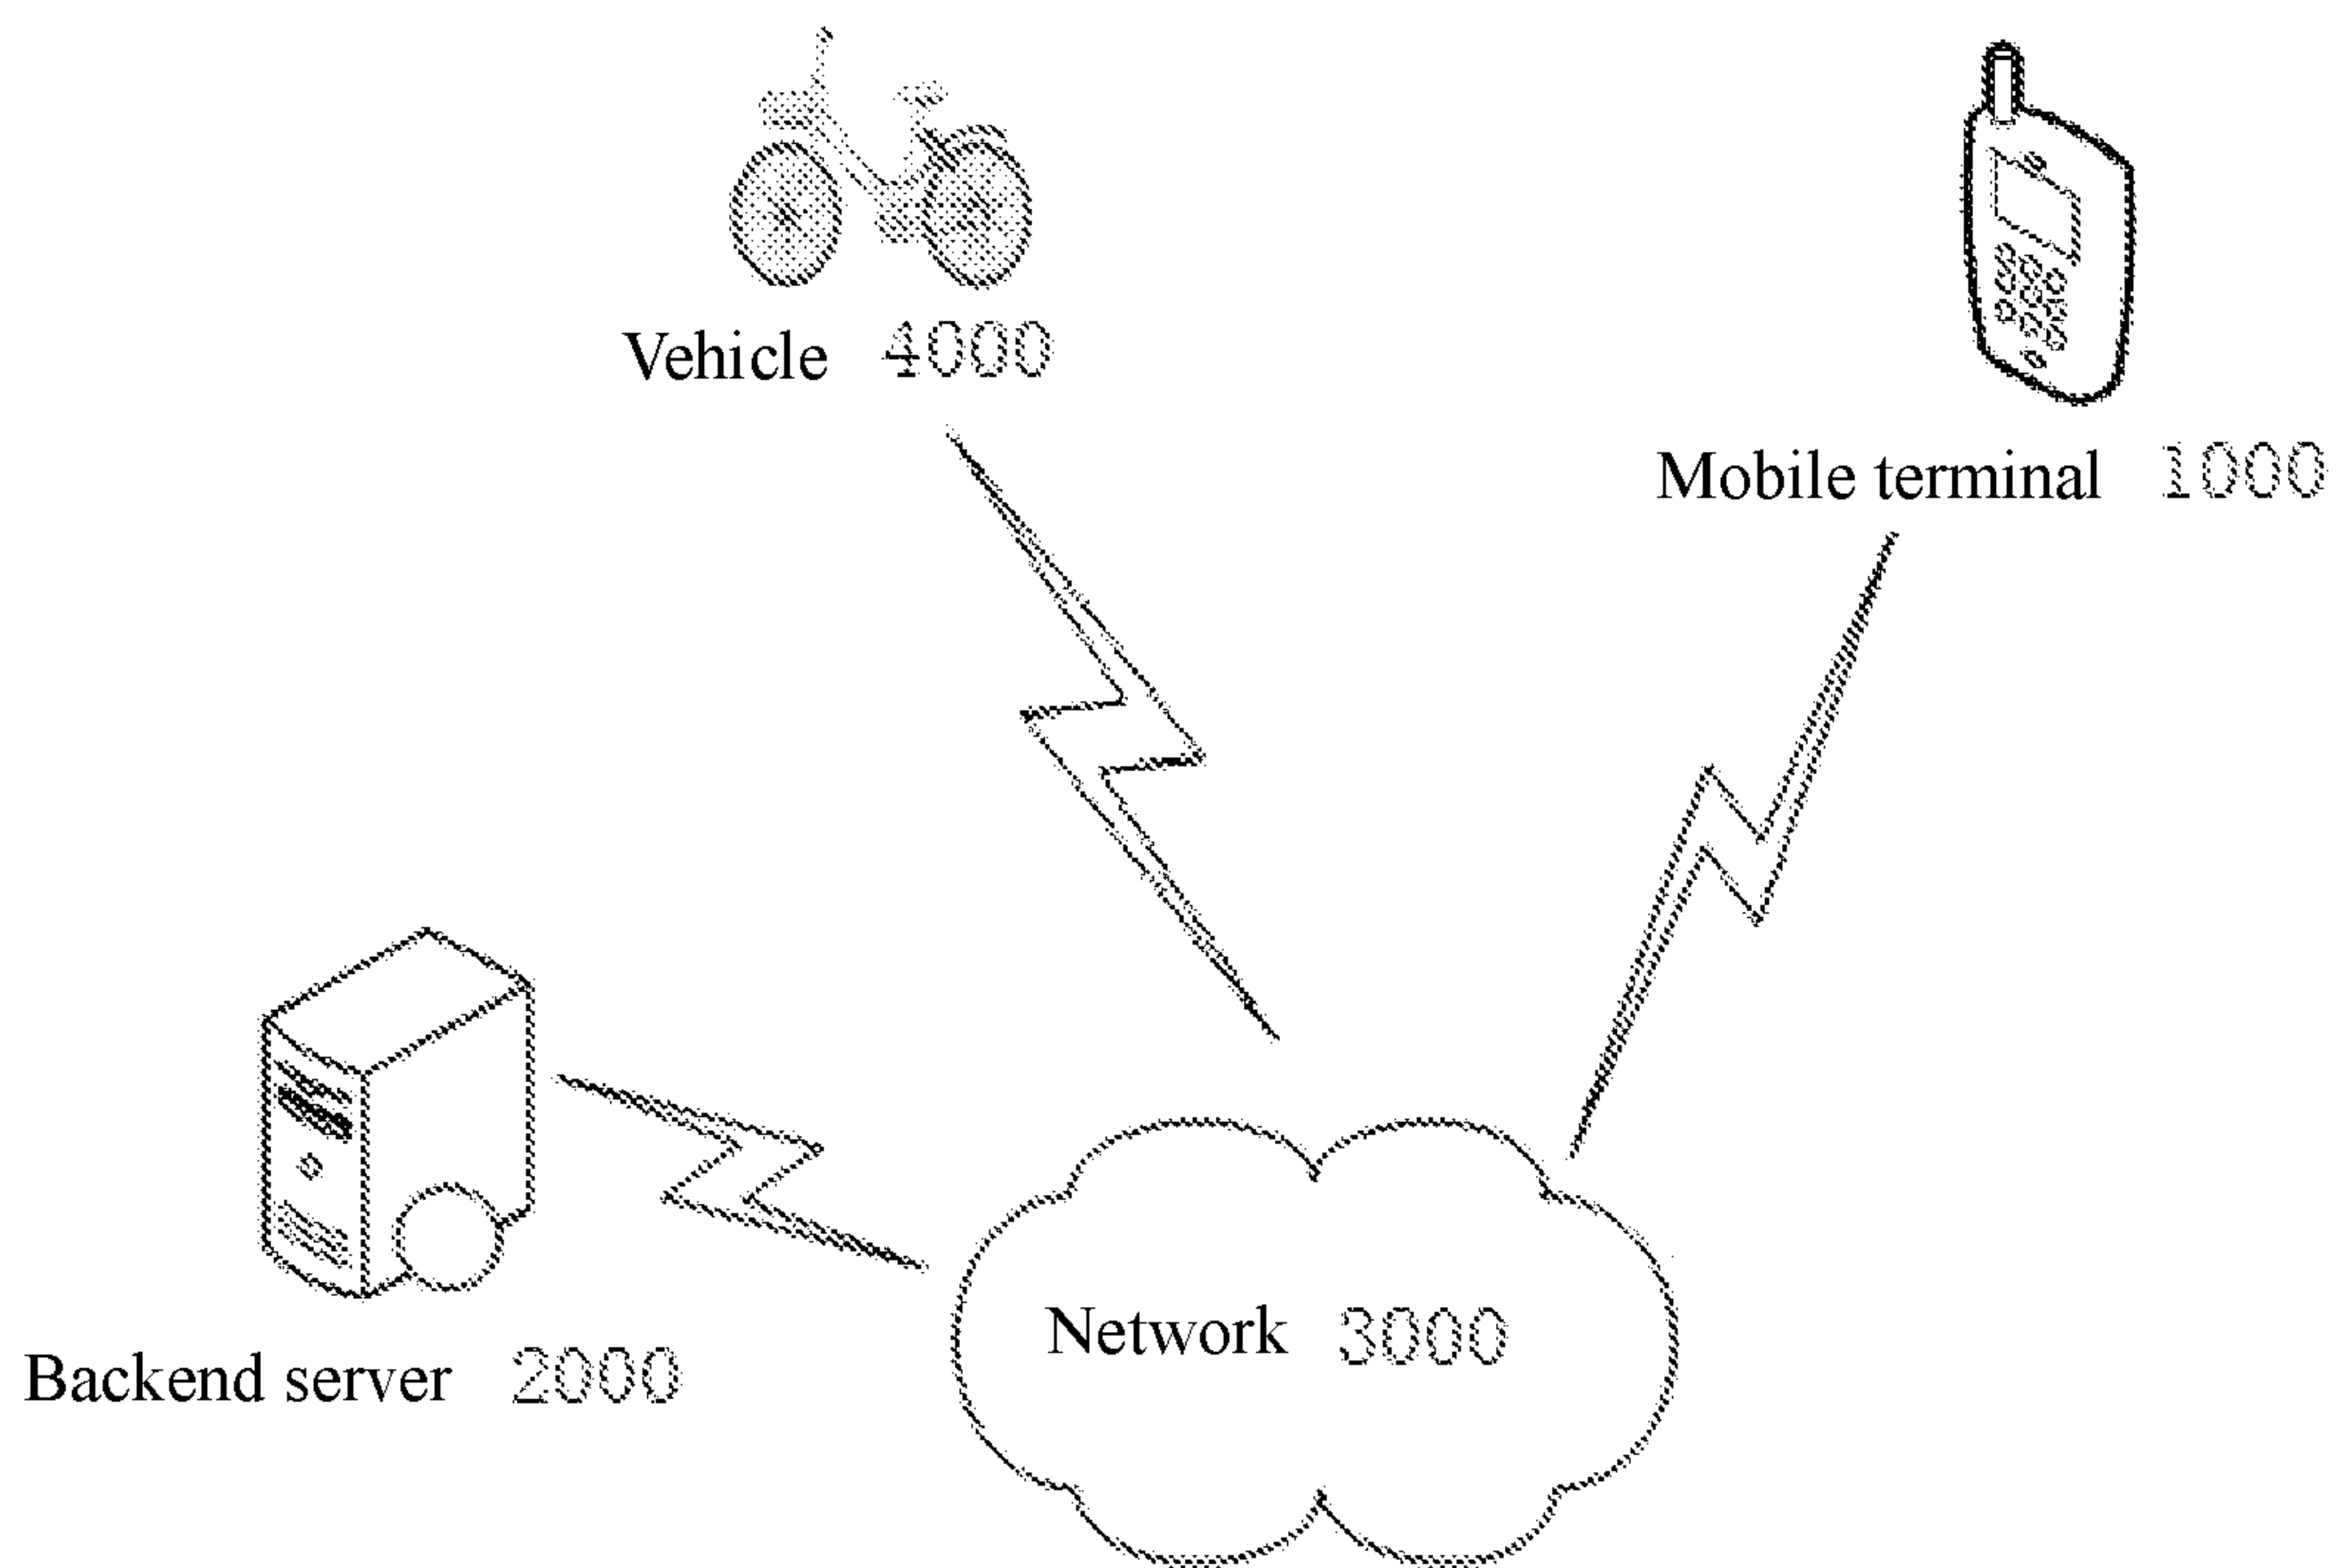 Vehicle 4000
Mobile terminal 1000
Network 3000
Backend server 2000